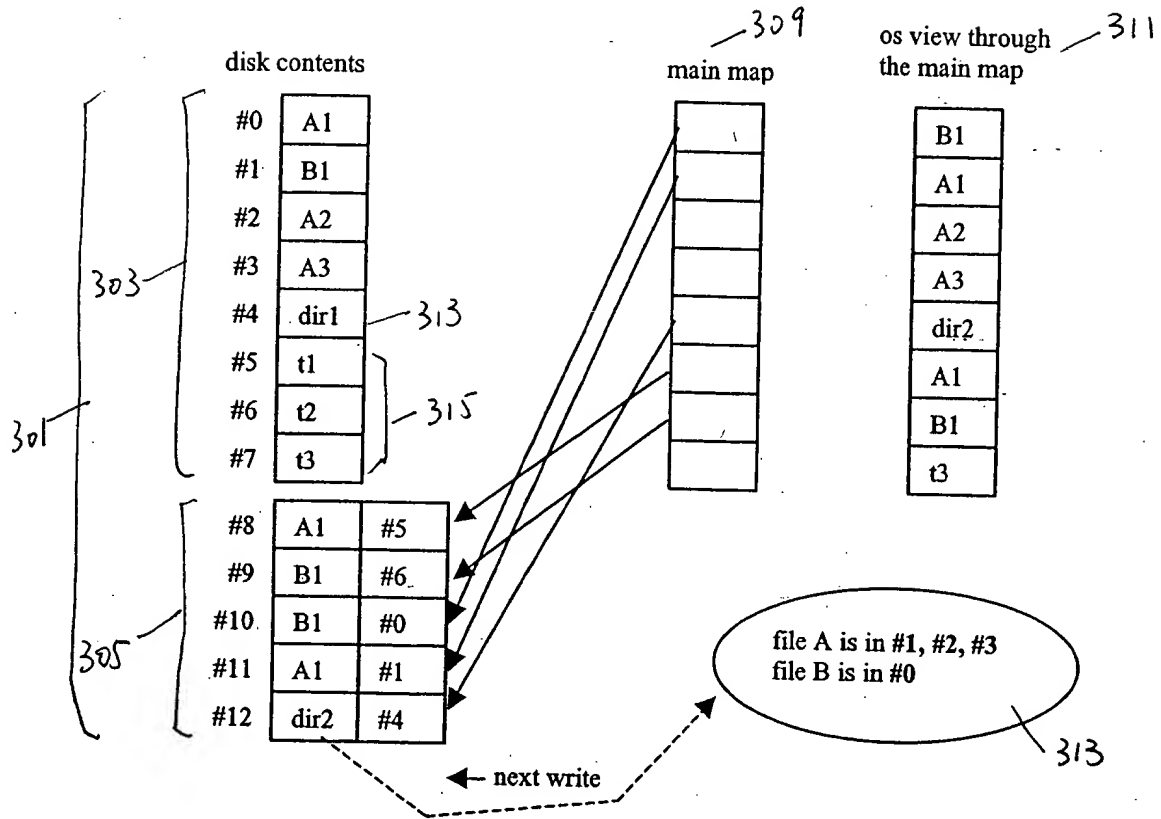 309
os view through
the main map
311
disk contents
main map
#0 A1
#1 B1
#2 A2
#3 A3
#4 dir1
#5 t1
#6 t2
#7 t3
303
313
315
301
B1
A1
A2
A3
dir2
A1
B1
t3
#8 A1 #5
#9 B1 #6
#10 B1 #0
#11 A1 #1
#12 dir2 #4
305
file A is in #1, #2, #3
file B is in #0
313
next write